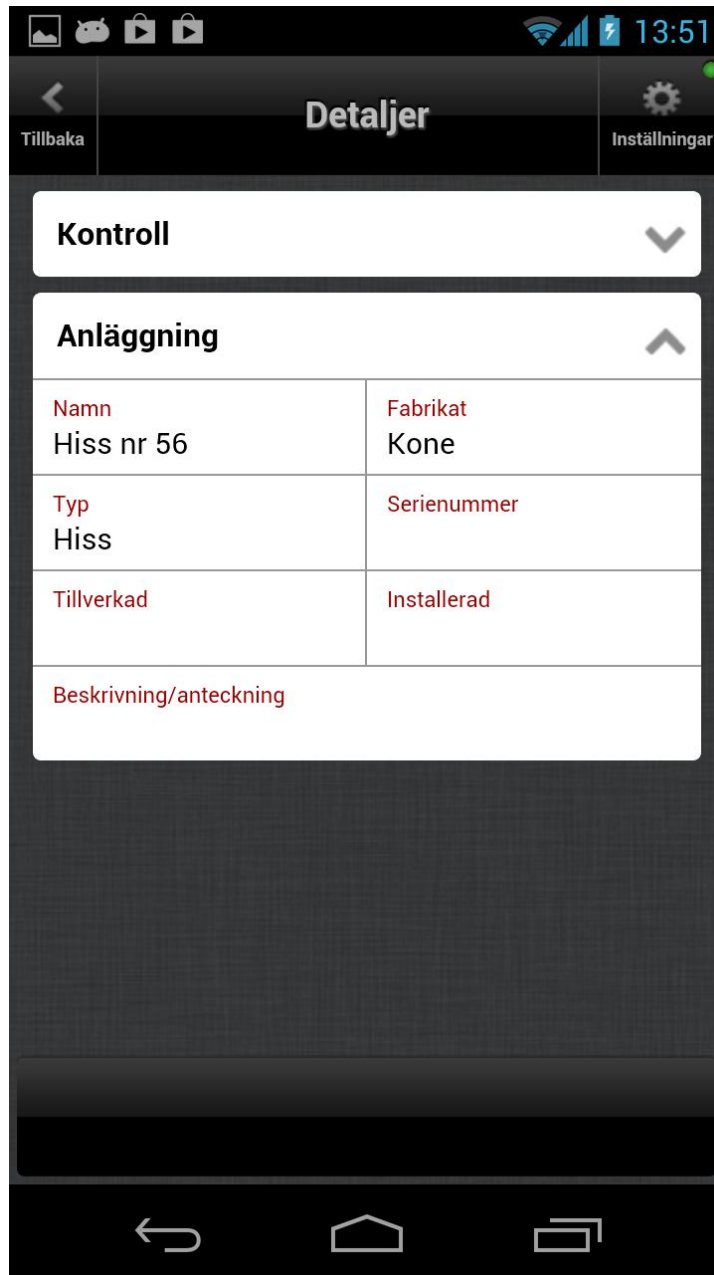 13:51
Tillbaka
Detaljer
Inställningar
Kontroll
Anläggning
Namn
Hiss nr 56
Fabrikat
Kone
Typ
Hiss
Serienummer
Tillverkad
Installerad
Beskrivning/anteckning